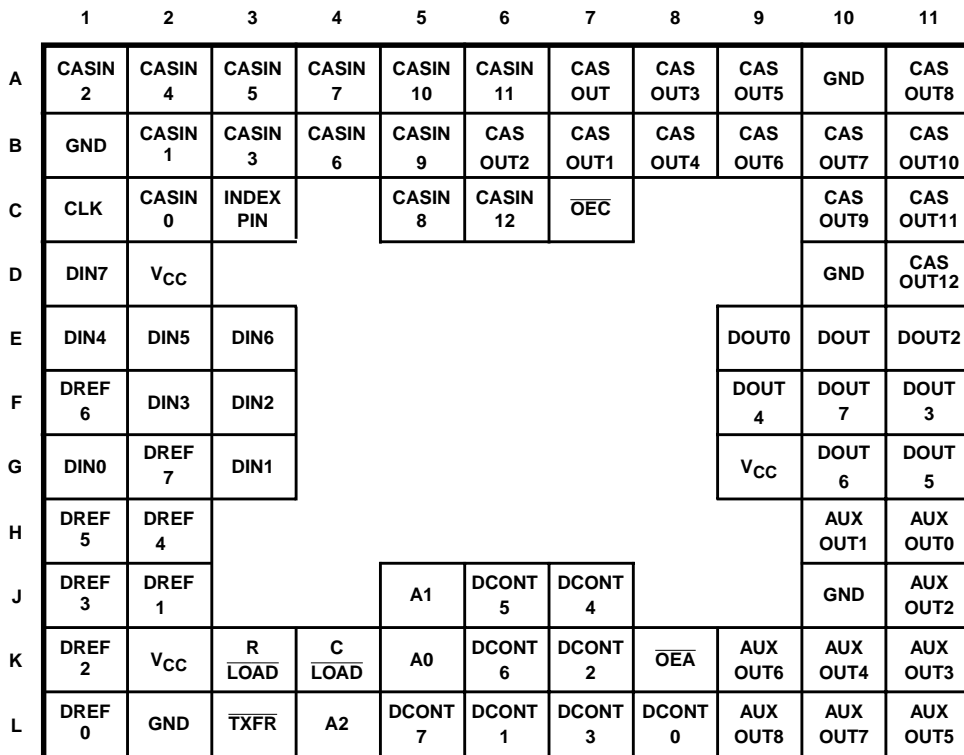 1 2 3 4 5 6 7 8 9 10 11
A CASIN 2 CASIN 4 CASIN 5 CASIN 7 CASIN 10 CASIN 11 CAS OUT CAS OUT3 CAS OUT5 GND CAS OUT8
B GND CASIN 1 CASIN 3 CASIN 6 CASIN 9 CAS OUT2 CAS OUT1 CAS OUT4 CAS OUT6 CAS OUT7 CAS OUT10
C CLK CASIN 0 INDEX PIN CASIN 8 CASIN 12 OEC CAS OUT9 CAS OUT11
D DIN7 VCC GND CAS OUT12
E DIN4 DIN5 DIN6 DOUT0 DOUT DOUT2
F DREF 6 DIN3 DIN2 DOUT 4 DOUT 7 DOUT 3
G DIN0 DREF 7 DIN1 VCC DOUT 6 DOUT 5
H DREF 5 DREF 4 AUX OUT1 AUX OUT0
J DREF 3 DREF 1 A1 DCONT 5 DCONT 4 GND AUX OUT2
K DREF 2 VCC R LOAD C LOAD A0 DCONT 6 DCONT 2 OEA AUX OUT6 AUX OUT4 AUX OUT3
L DREF 0 GND TXFR A2 DCONT 7 DCONT 1 DCONT 3 DCONT 0 AUX OUT8 AUX OUT7 AUX OUT5